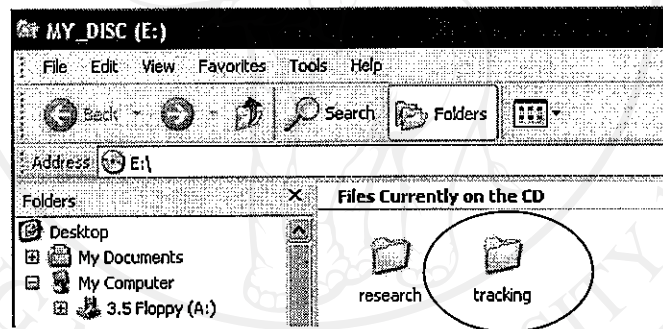 MY_DISC (E:)
File Edit View Favorites Tools Help
Back Search Folders
Address E:\
Folders × Files Currently on the CD
Desktop
My Documents
My Computer
3.5 Floppy (A:)
research tracking